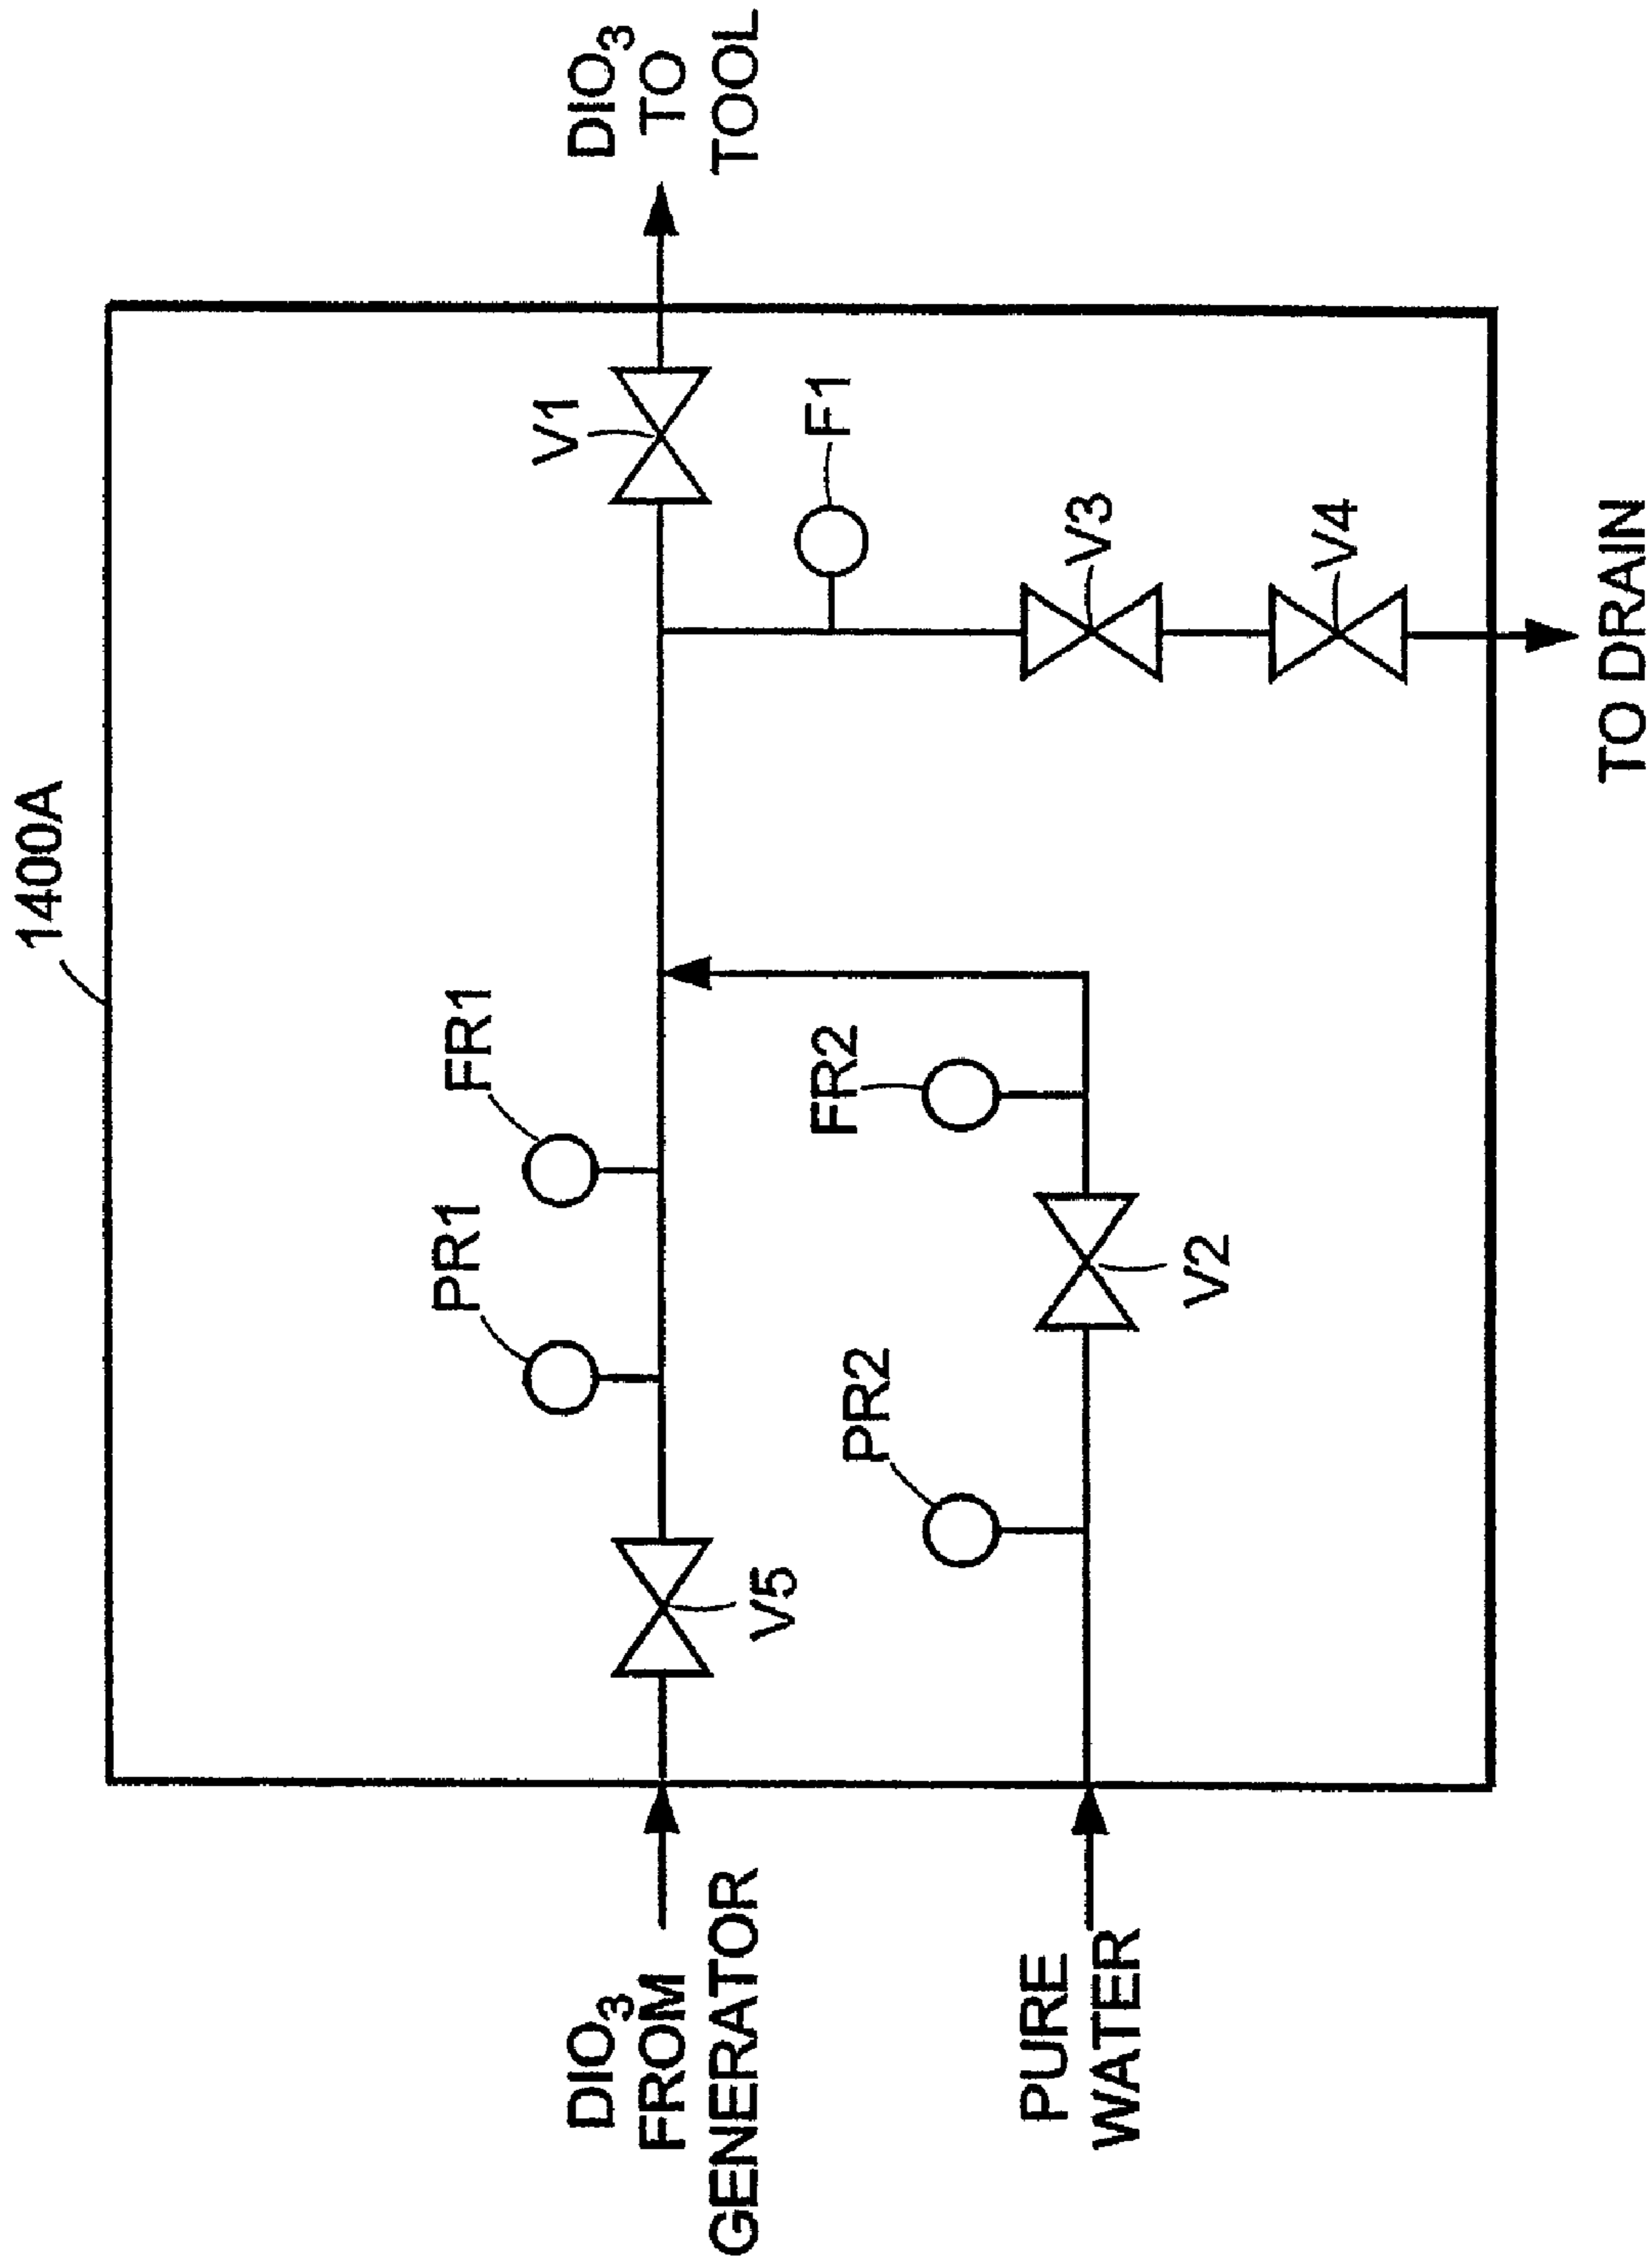 1400A
DIO3
FROM
GENERATOR
V5
PR1
FR1
V1
DIO3
TO
TOOL
PURE
WATER
PR2
V2
FR2
F1
V3
V4
TO DRAIN